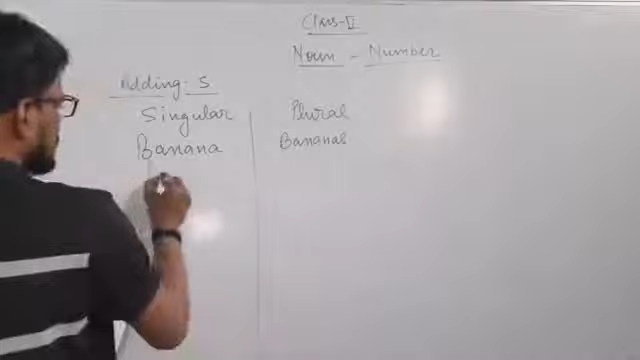 Class-II
Noun - Number
Adding - S
Singular Plural
Banana Bananas